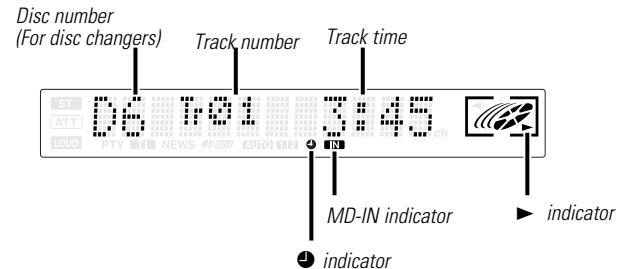 Disc number
(For disc changers)
Track number
Track time
ST
ATT
LOUD
D6 Tr01 3:45
ch
PTY TI NEWS AUTO 1 2 IN
MD-IN indicator
► indicator
indicator